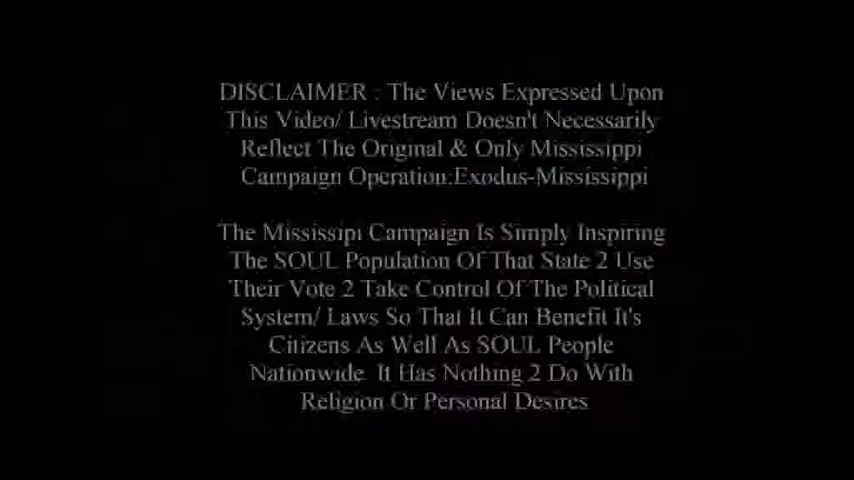 DISCLAIMER : The Views Expressed Upon
This Video/ Livestream Doesn't Necessarily
Reflect The Original & Only Mississippi
Campaign Operation:Exodus-Mississippi
The Mississipi Campaign Is Simply Inspiring
The SOUL Population Of That State 2 Use
Their Vote 2 Take Control Of The Political
System/ Laws So That It Can Benefit It's
Citizens As Well As SOUL People
Nationwide. It Has Nothing 2 Do With
Religion Or Personal Desires